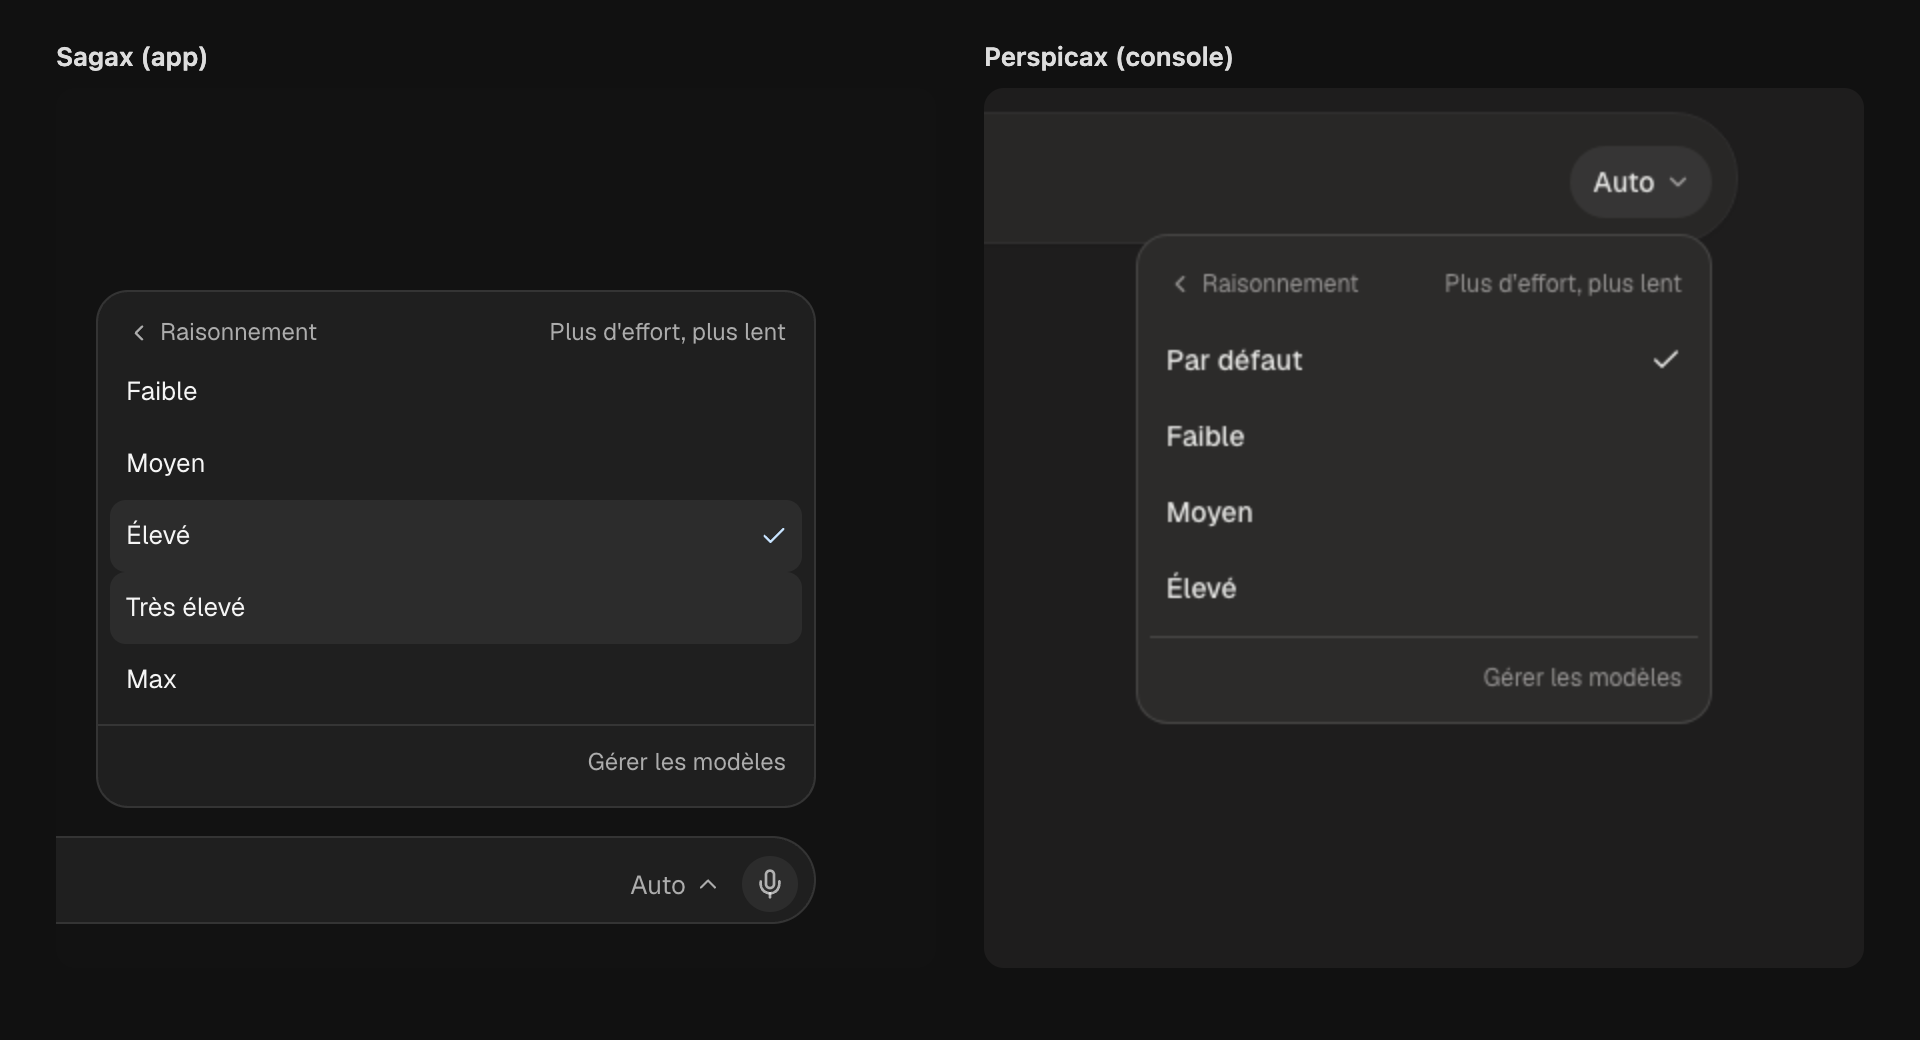 Sagax (app)
Raisonnement Plus d'effort, plus lent
Faible
Moyen
Élevé
Très élevé
Max
Gérer les modèles
Auto
Perspicax (console)
Auto
Raisonnement Plus d'effort, plus lent
Par défaut
Faible
Moyen
Élevé
Gérer les modèles